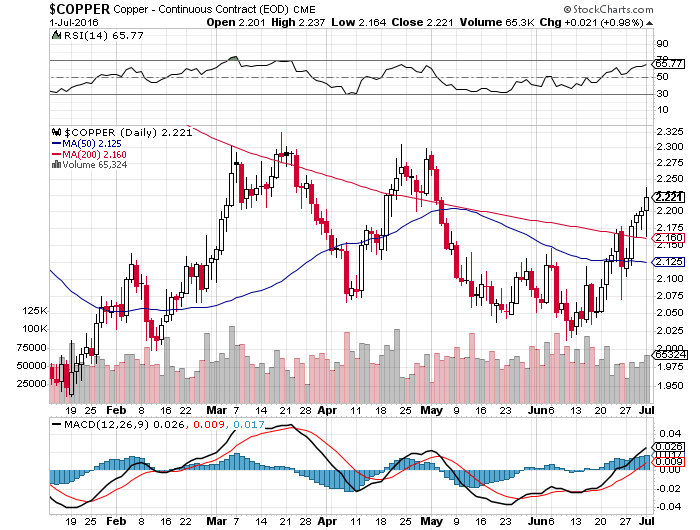 $COPPER Copper - Continuous Contract (EOD) CME © StockCharts.com
1-Jul-2016 Open 2.201 High 2.237 Low 2.164 Close 2.221 Volume 65.3K Chg +0.021 (+0.98%)
RSI(14) 65.77
90
70
65.77
50
30
10
$COPPER (Daily) 2.221
MA(50) 2.125
MA(200) 2.160
Volume 65,324
2.325
2.300
2.275
2.250
2.221
2.200
2.160
2.125
2.100
2.075
2.050
2.025
2.000
1.975
1.950
125K
100K
75000
50000
25000
65324
19 25 Feb 8 16 22 Mar 7 14 21 28 Apr 11 18 25 May 9 16 23 Jun 6 13 20 27 Jul
MACD(12,26,9) 0.026, 0.009, 0.017
0.04
0.026
0.017
0.009
0.00
-0.02
-0.04
19 25 Feb 8 16 22 Mar 7 14 21 28 Apr 11 18 25 May 9 16 23 Jun 6 13 20 27 Jul